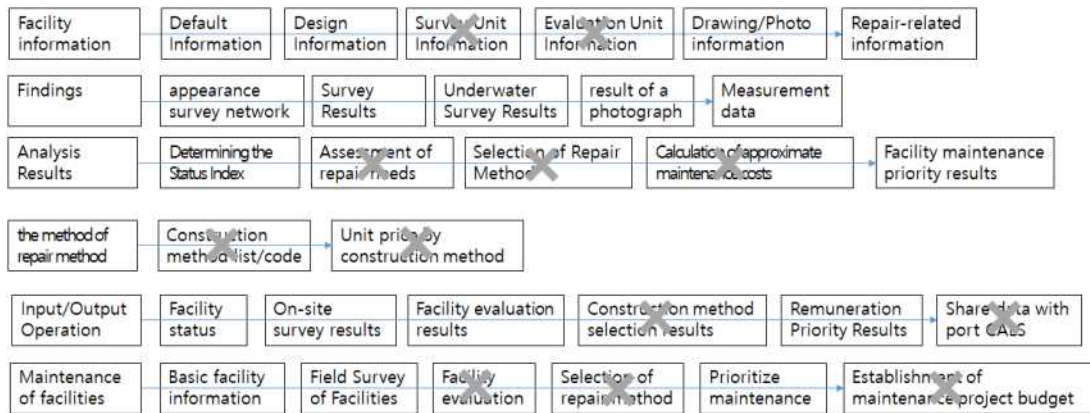 Facility
information
Default
Information
Design
Information
Survey Unit
Information
Evaluation Unit
Information
Drawing/Photo
information
Repair-related
information
Findings
appearance
survey network
Survey
Results
Underwater
Survey Results
result of a
photograph
Measurement
data
Analysis
Results
Determining the
Status Index
Assessment of
repair needs
Selection of Repair
Method
Calculation of approximate
maintenance costs
Facility maintenance
priority results
the method of
repair method
Construction
method list/code
Unit price by
construction method
Input/Output
Operation
Facility
status
On-site
survey results
Facility evaluation
results
Construction method
selection results
Remuneration
Priority Results
Share data with
port CALS
Maintenance
of facilities
Basic facility
information
Field Survey
of Facilities
Facility
evaluation
Selection of
repair method
Prioritize
maintenance
Establishment of
maintenance project budget